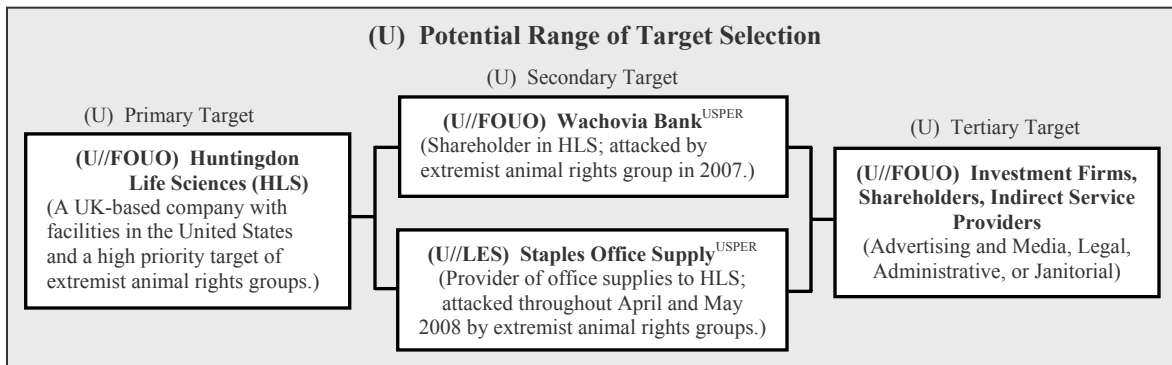 (U) Potential Range of Target Selection
(U) Primary Target
(U//FOUO) Huntingdon
Life Sciences (HLS)
(A UK-based company with
facilities in the United States
and a high priority target of
extremist animal rights groups.)
(U) Secondary Target
(U//FOUO) Wachovia Bank USPER
(Shareholder in HLS; attacked by
extremist animal rights group in 2007.)
(U//LES) Staples Office Supply USPER
(Provider of office supplies to HLS;
attacked throughout April and May
2008 by extremist animal rights groups.)
(U) Tertiary Target
(U//FOUO) Investment Firms,
Shareholders, Indirect Service
Providers
(Advertising and Media, Legal,
Administrative, or Janitorial)